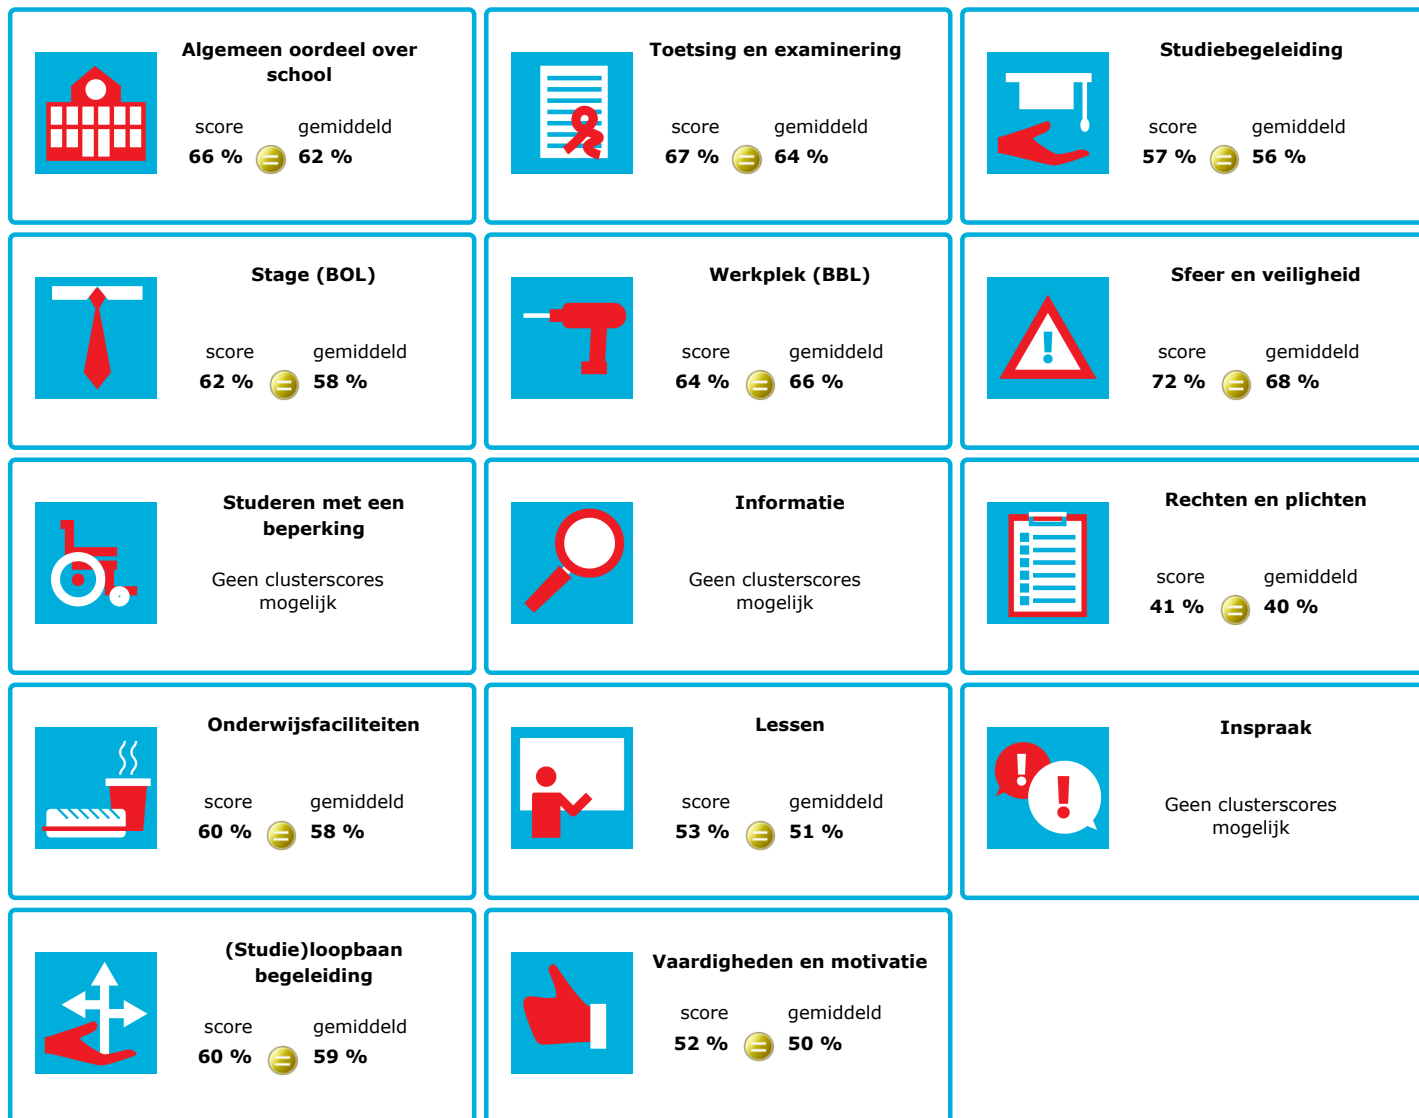 Algemeen oordeel over
school
score gemiddeld
66 % = 62 %
Toetsing en examinering
score gemiddeld
67 % = 64 %
Studiebegeleiding
score gemiddeld
57 % = 56 %
Stage (BOL)
score gemiddeld
62 % = 58 %
Werkplek (BBL)
score gemiddeld
64 % = 66 %
Sfeer en veiligheid
score gemiddeld
72 % = 68 %
Studeren met een
beperking
Geen clusterscores
mogelijk
Informatie
Geen clusterscores
mogelijk
Rechten en plichten
score gemiddeld
41 % = 40 %
Onderwijsfaciliteiten
score gemiddeld
60 % = 58 %
Lessen
score gemiddeld
53 % = 51 %
Inspraak
Geen clusterscores
mogelijk
(Studie)loopbaan
begeleiding
score gemiddeld
60 % = 59 %
Vaardigheden en motivatie
score gemiddeld
52 % = 50 %